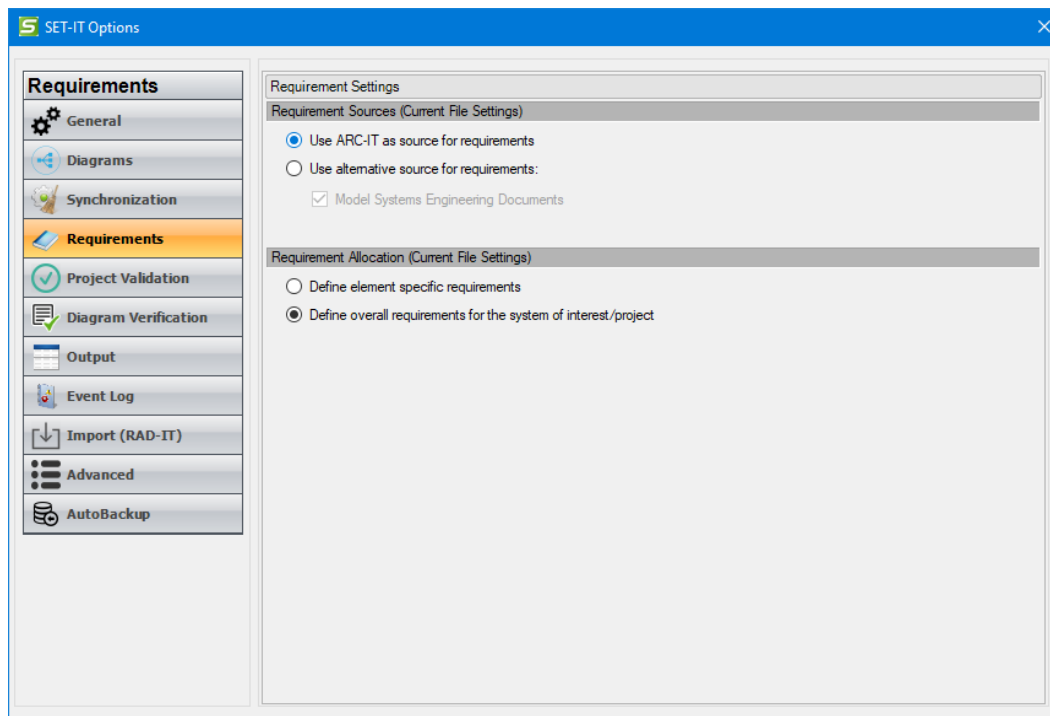 SET-IT Options
Requirements
General
Diagrams
Synchronization
Requirements
Project Validation
Diagram Verification
Output
Event Log
Import (RAD-IT)
Advanced
AutoBackup
Requirement Settings
Requirement Sources (Current File Settings)
Use ARC-IT as source for requirements
Use alternative source for requirements:
Model Systems Engineering Documents
Requirement Allocation (Current File Settings)
Define element specific requirements
Define overall requirements for the system of interest/project